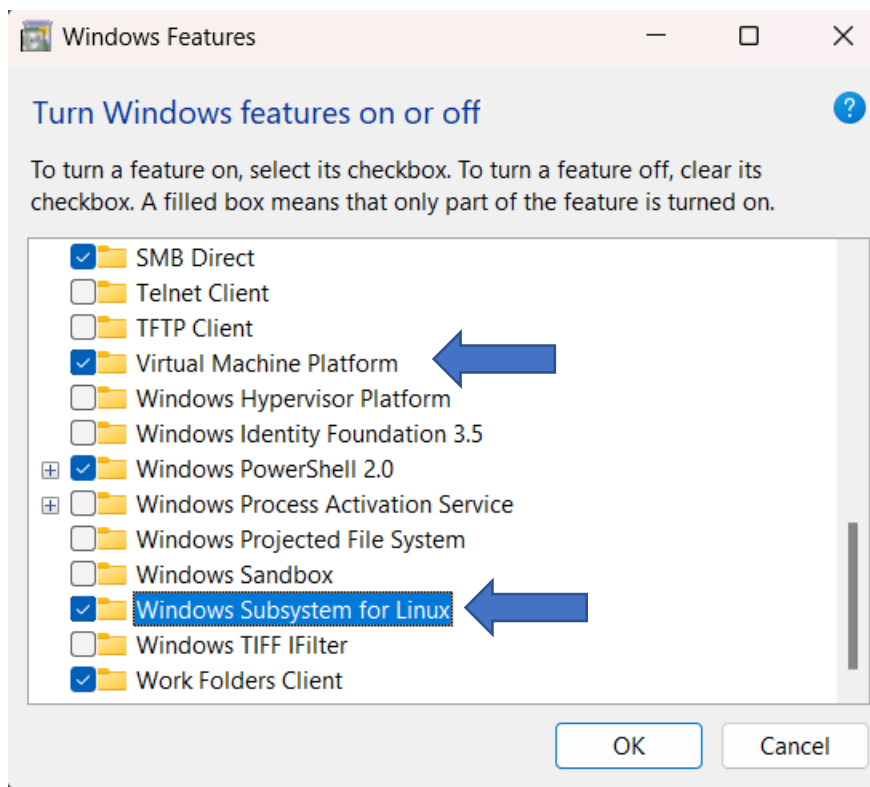 Windows Features
Turn Windows features on or off
?
To turn a feature on, select its checkbox. To turn a feature off, clear its
checkbox. A filled box means that only part of the feature is turned on.
SMB Direct
Telnet Client
TFTP Client
Virtual Machine Platform
Windows Hypervisor Platform
Windows Identity Foundation 3.5
Windows PowerShell 2.0
Windows Process Activation Service
Windows Projected File System
Windows Sandbox
Windows Subsystem for Linux
Windows TIFF IFilter
Work Folders Client
OK Cancel